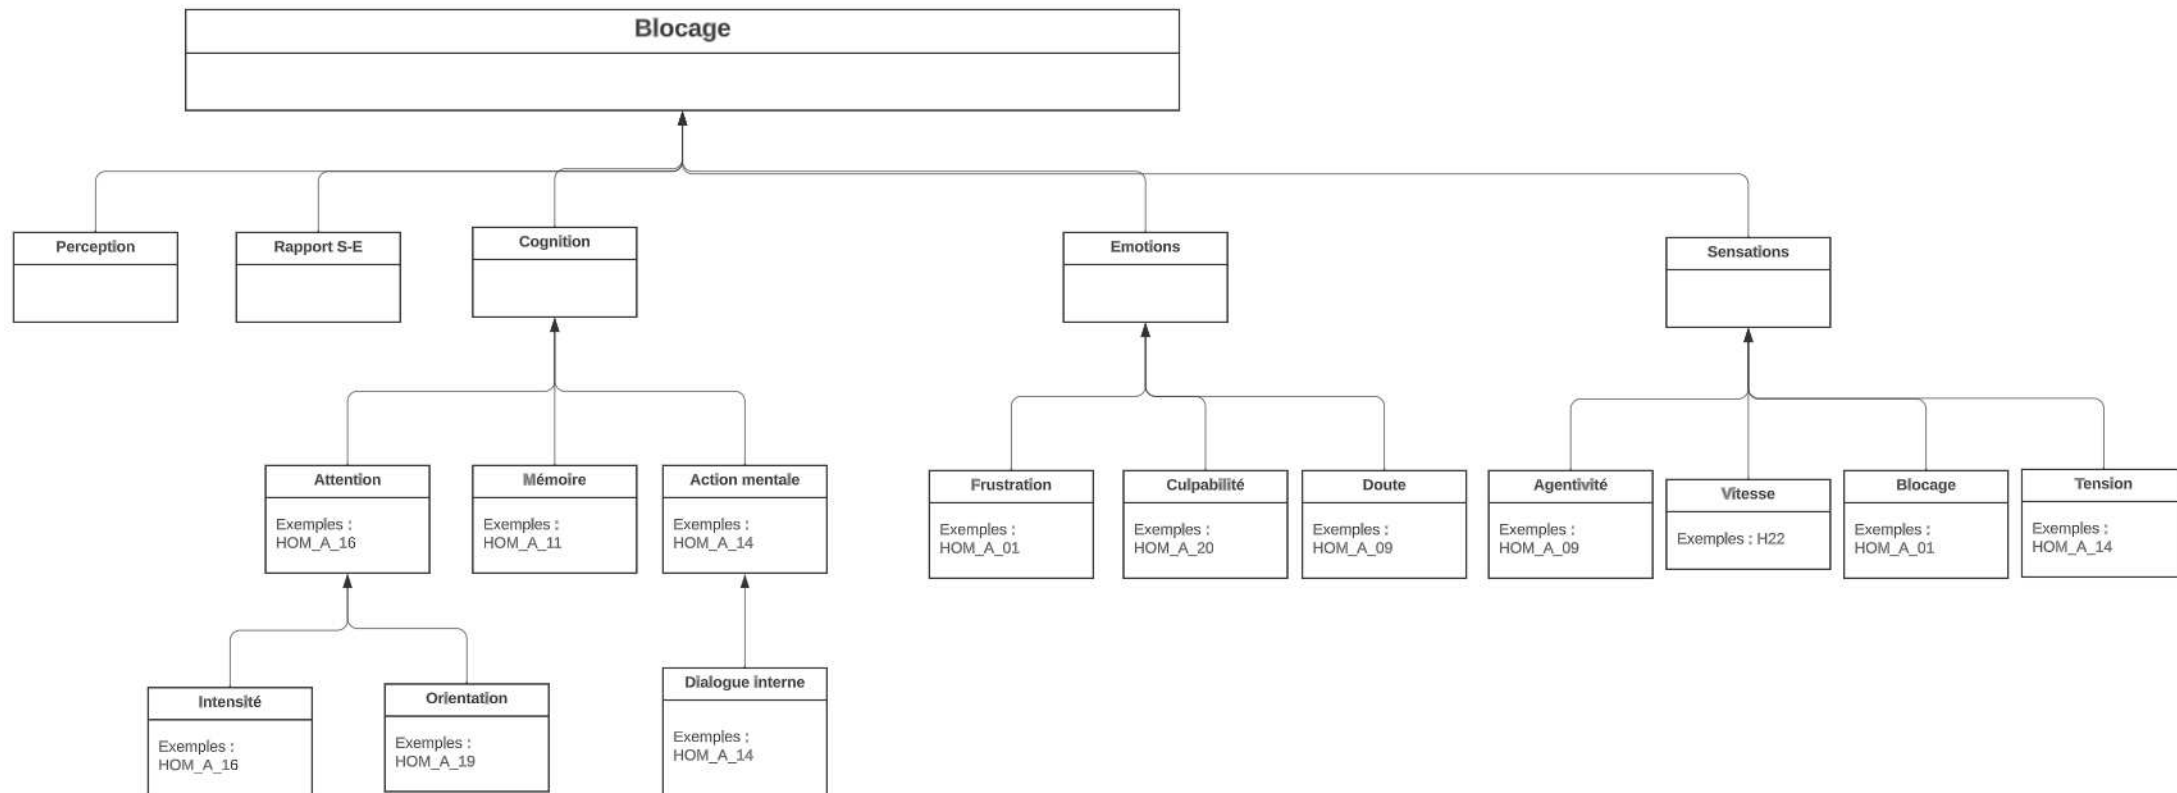 Blocage
Perception
Rapport S-E
Cognition
Emotions
Sensations
Attention
Exemples :
HOM_A_16
Mémoire
Exemples :
HOM_A_11
Action mentale
Exemples :
HOM_A_14
Frustration
Exemples :
HOM_A_01
Culpabilité
Exemples :
HOM_A_20
Doute
Exemples :
HOM_A_09
Agentivité
Exemples :
HOM_A_09
Vitesse
Exemples : H22
Blocage
Exemples :
HOM_A_01
Tension
Exemples :
HOM_A_14
Intensité
Exemples :
HOM_A_16
Orientation
Exemples :
HOM_A_19
Dialogue interne
Exemples :
HOM_A_14